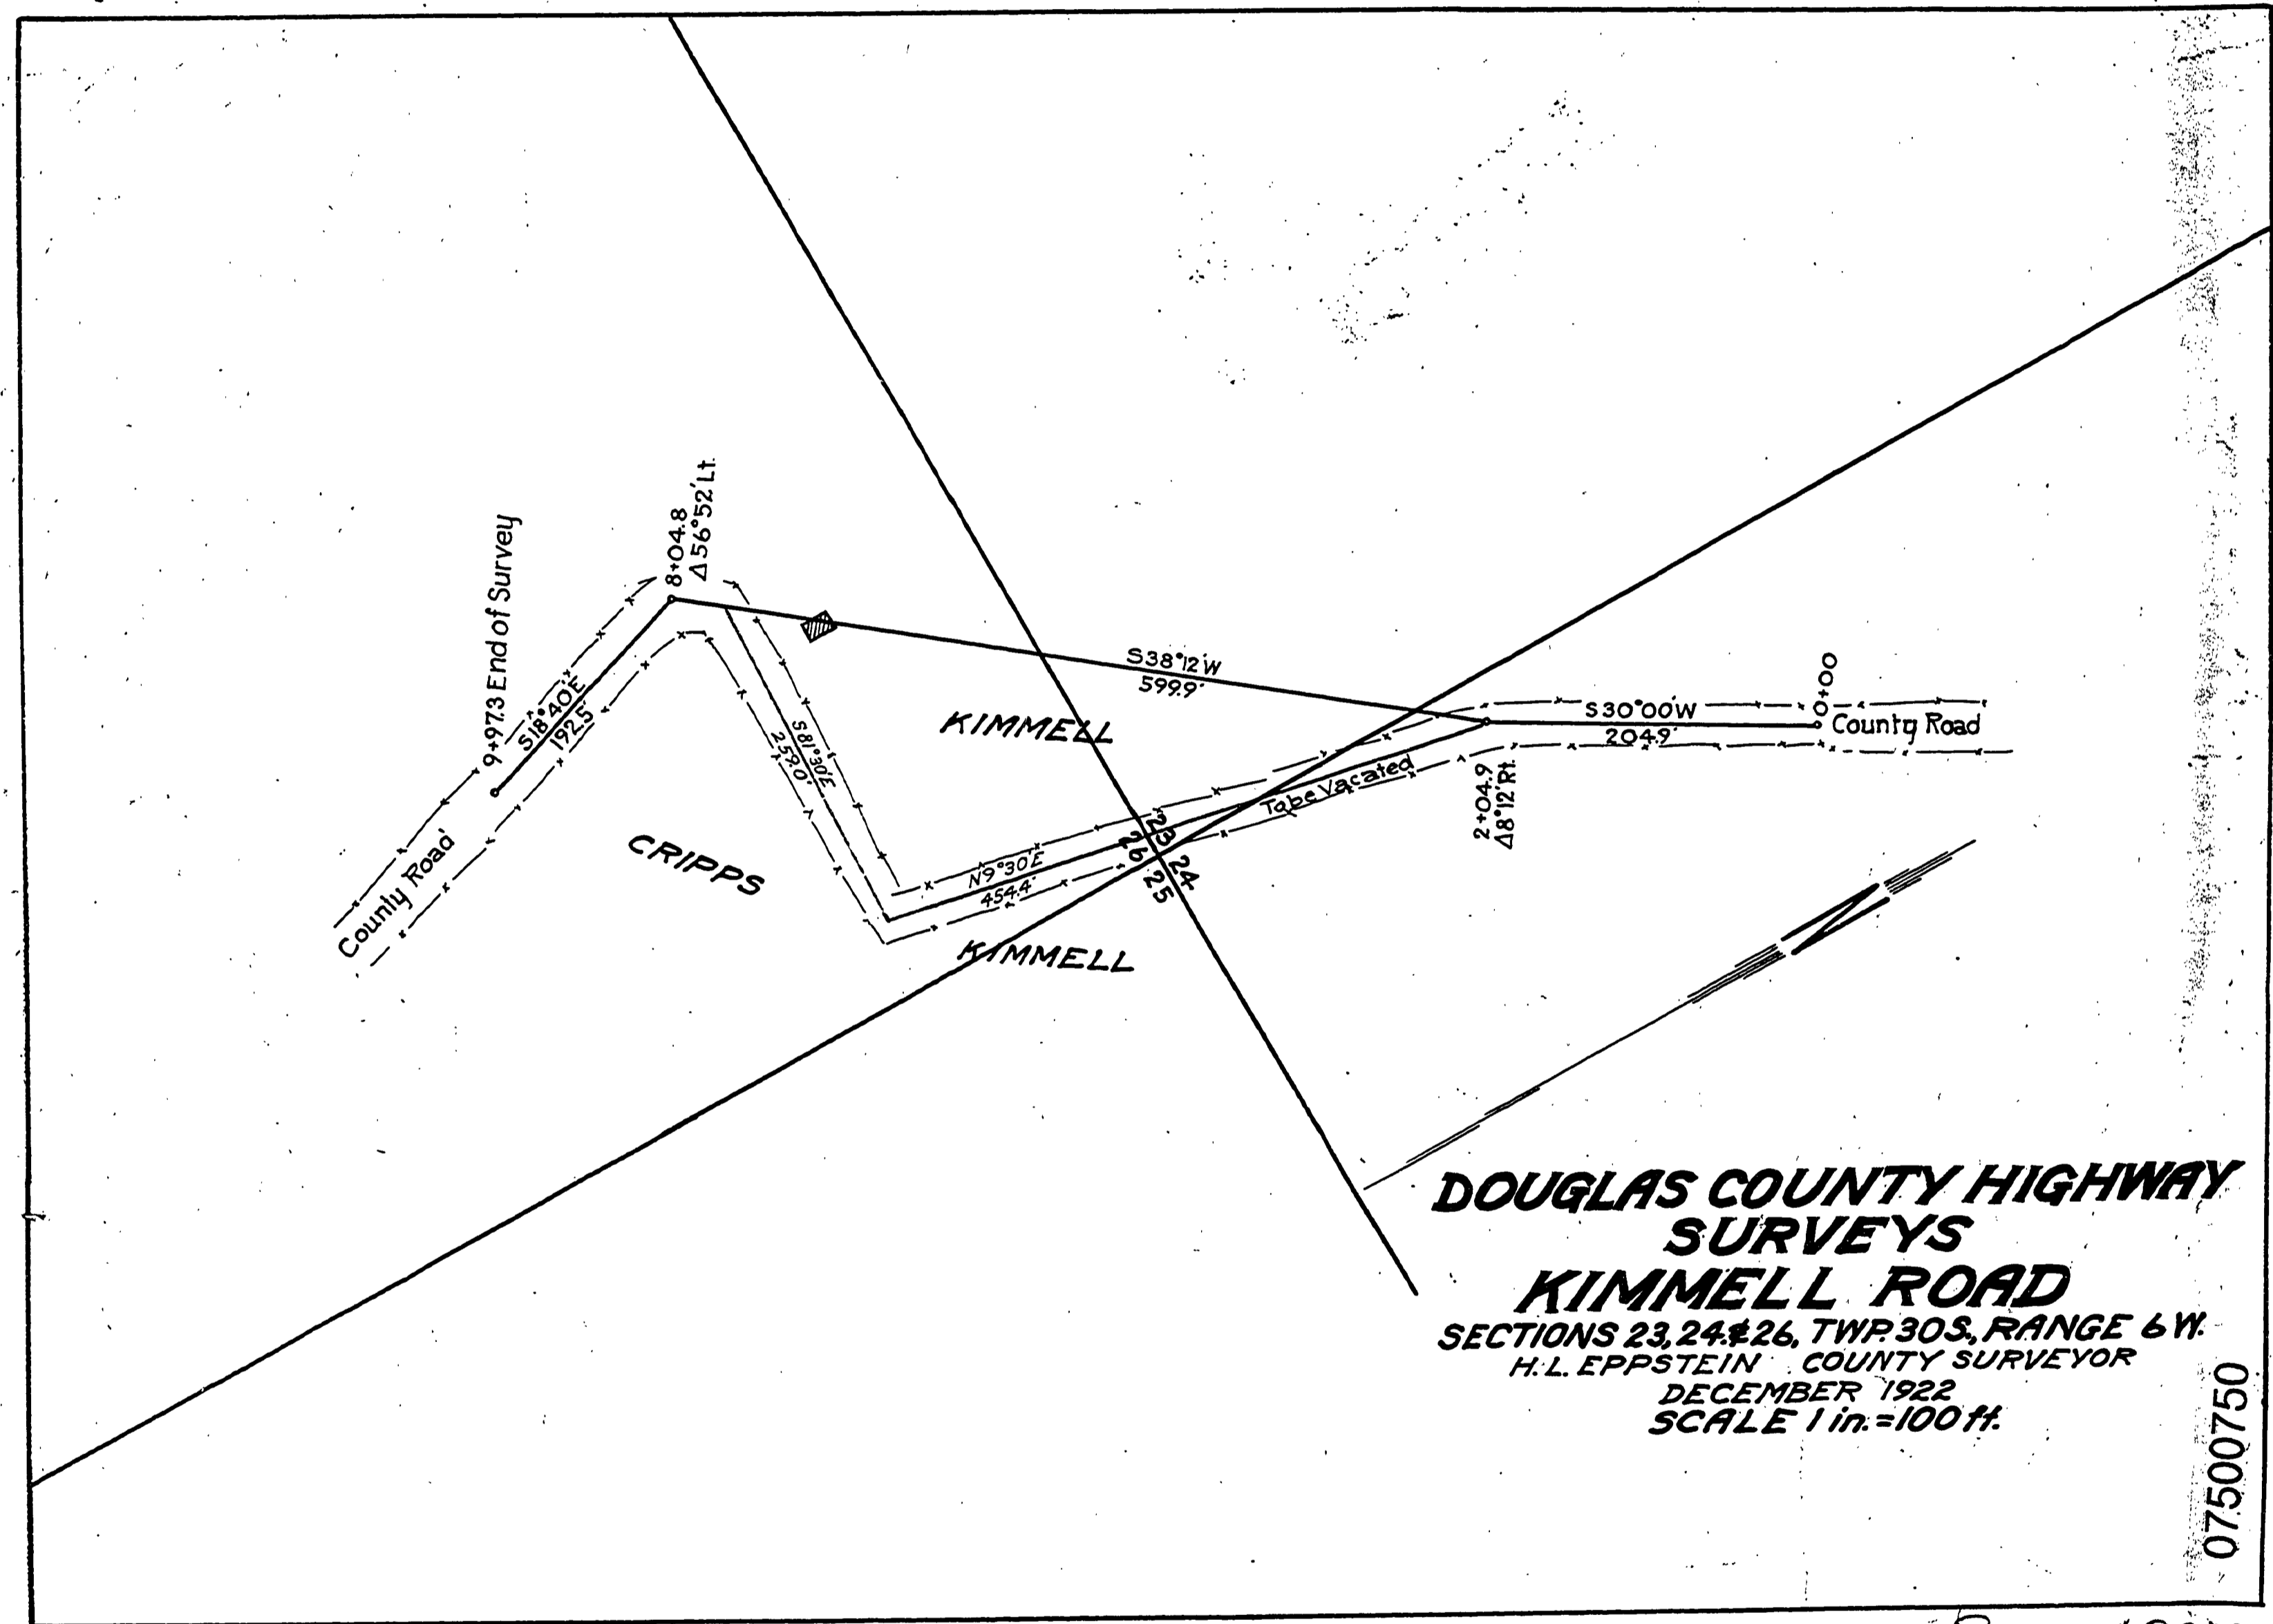 9+97.3 End of Survey
8+04.8
Δ56°52'Lt.
S18°40'E
192.5'
County Road
S81°30'E
259.0'
S38°12'W
599.9'
KIMMELL
S30°00'W
204.9'
0+00
County Road
2+04.9
Δ8°12'Rt.
To be Vacated
CRIPPS
N9°30'E
454.4'
23
26
24
25
KIMMELL
DOUGLAS COUNTY HIGHWAY
SURVEYS
KIMMELL ROAD
SECTIONS 23, 24 & 26, TWP. 30S., RANGE 6 W.
H.L. EPPSTEIN COUNTY SURVEYOR
DECEMBER 1922
SCALE 1 in.=100 ft.
07500750